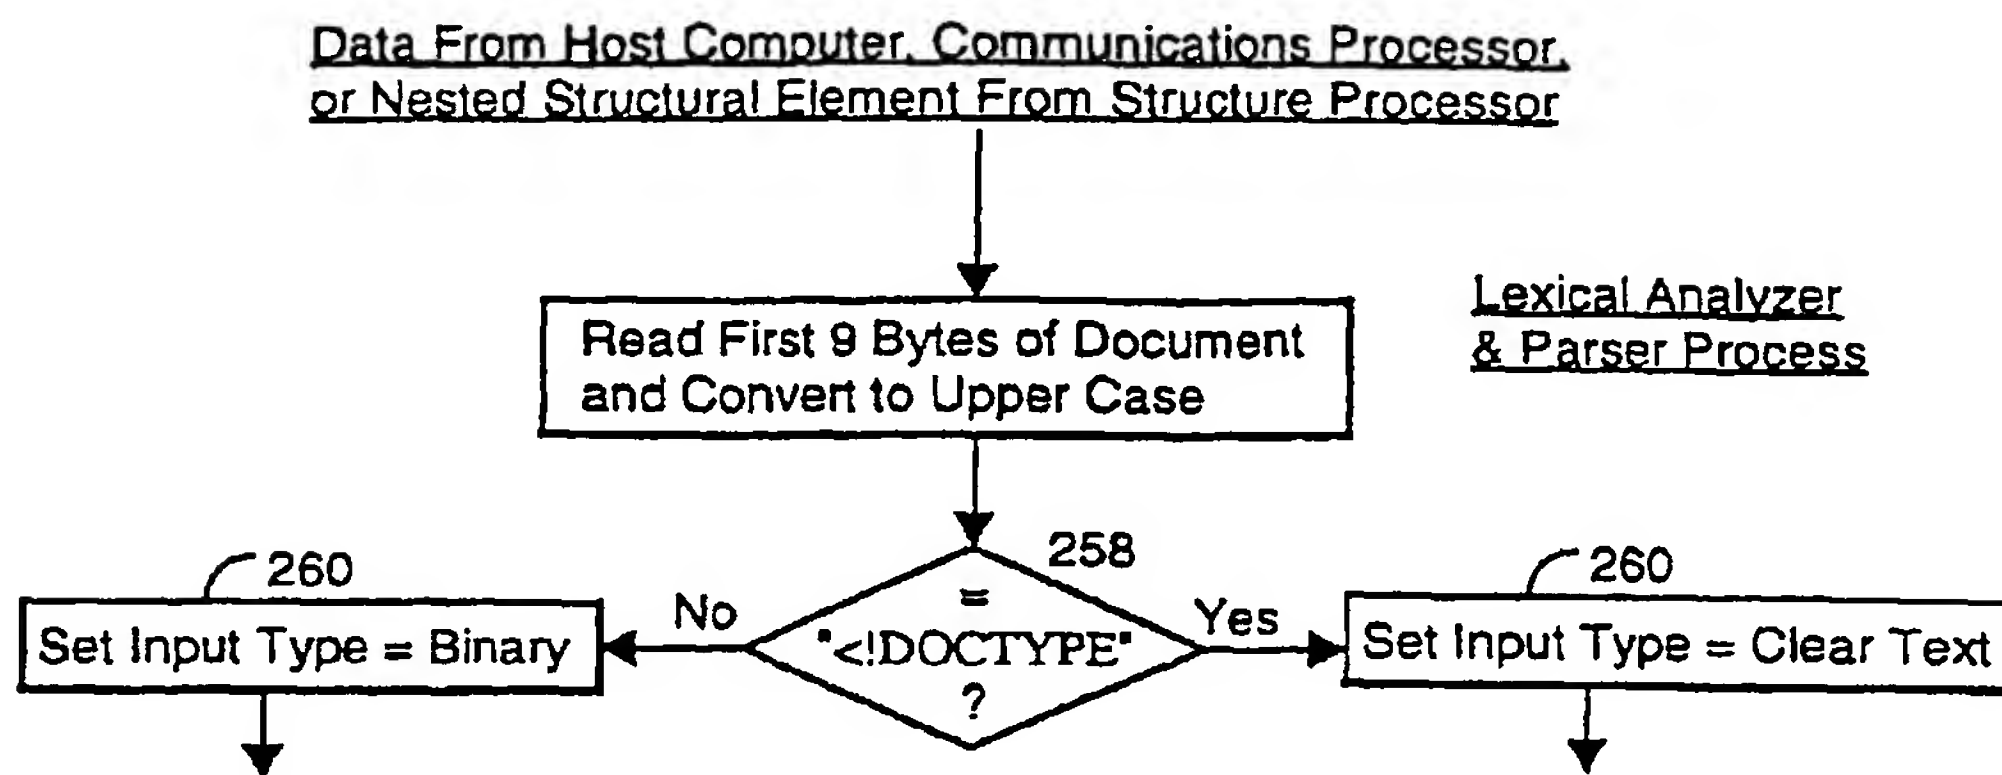 Data From Host Computer, Communications Processor,
or Nested Structural Element From Structure Processor
Read First 9 Bytes of Document
and Convert to Upper Case
Lexical Analyzer
& Parser Process
258
=
"<!DOCTYPE"
?
No
Yes
260
Set Input Type = Binary
260
Set Input Type = Clear Text